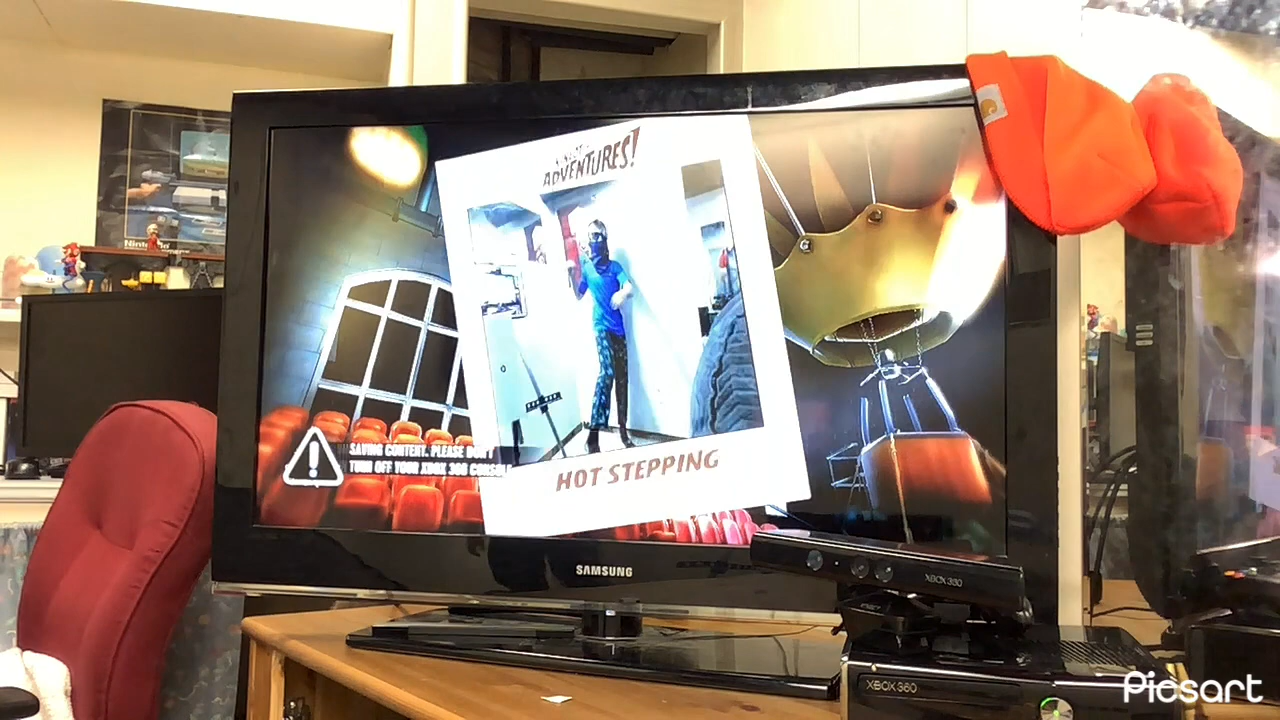 Nintendo
ADVENTURES!
SAVING CONTENT. PLEASE DON'T
TURN OFF YOUR XBOX 360 CONSOLE
HOT STEPPING
SAMSUNG
XBOX 360
XBOX 360
Picsart